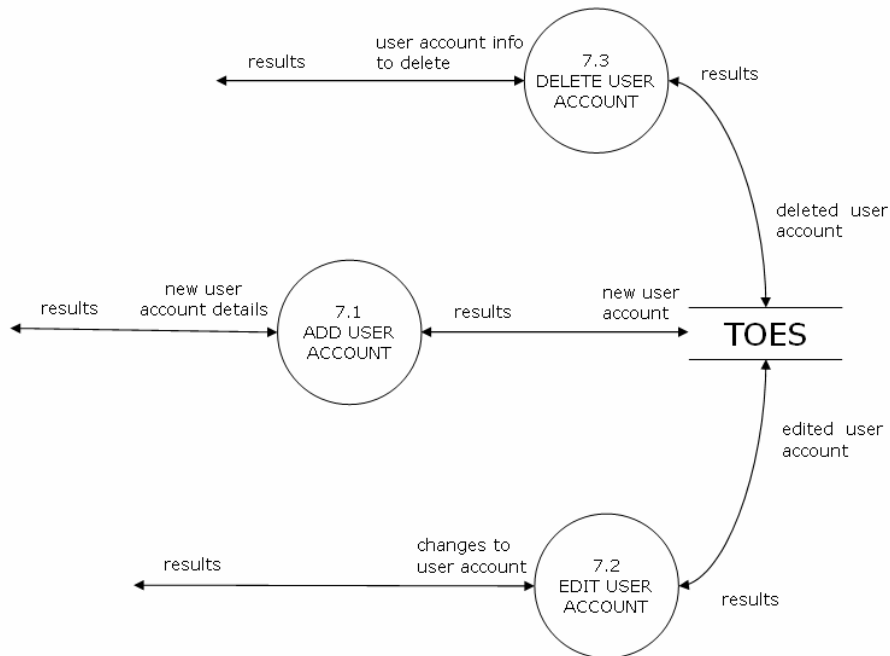 results
user account info
to delete
7.3
DELETE USER
ACCOUNT
results
deleted user
account
results
new user
account details
7.1
ADD USER
ACCOUNT
results
new user
account
TOES
edited user
account
results
changes to
user account
7.2
EDIT USER
ACCOUNT
results